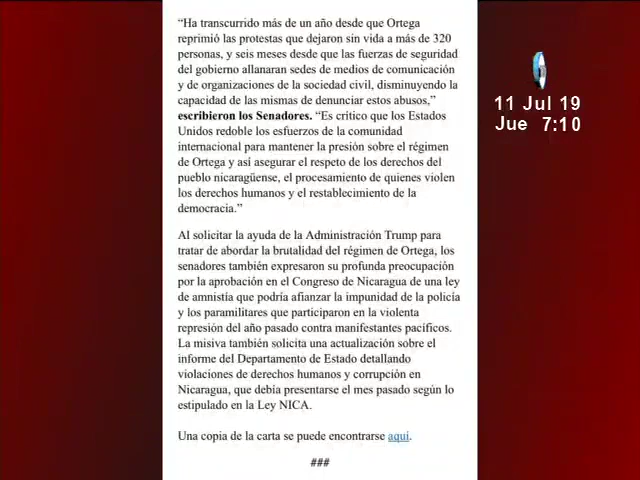 “Ha transcurrido más de un año desde que Ortega
reprimió las protestas que dejaron sin vida a más de 320
personas, y seis meses desde que las fuerzas de seguridad
del gobierno allanaran sedes de medios de comunicación
y de organizaciones de la sociedad civil, disminuyendo la
capacidad de las mismas de denunciar estos abusos,”
escribieron los Senadores. “Es crítico que los Estados
Unidos redoble los esfuerzos de la comunidad
internacional para mantener la presión sobre el régimen
de Ortega y así asegurar el respeto de los derechos del
pueblo nicaragüense, el procesamiento de quienes violen
los derechos humanos y el restablecimiento de la
democracia.”
Al solicitar la ayuda de la Administración Trump para
tratar de abordar la brutalidad del régimen de Ortega, los
senadores también expresaron su profunda preocupación
por la aprobación en el Congreso de Nicaragua de una ley
de amnistía que podría afianzar la impunidad de la policía
y los paramilitares que participaron en la violenta
represión del año pasado contra manifestantes pacíficos.
La misiva también solicita una actualización sobre el
informe del Departamento de Estado detallando
violaciones de derechos humanos y corrupción en
Nicaragua, que debía presentarse el mes pasado según lo
estipulado en la Ley NICA.
Una copia de la carta se puede encontrarse aquí.
###
11 Jul 19
Jue 7:10